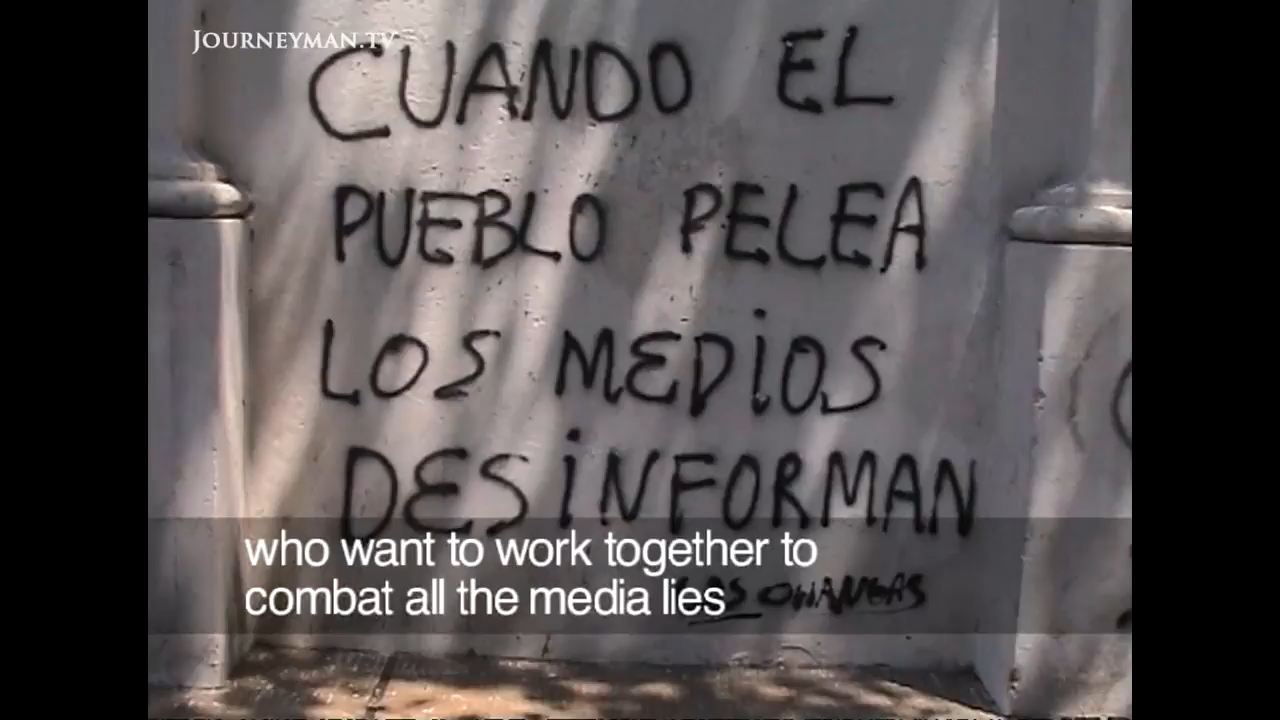 JOURNEYMAN.TV
CUANDO EL
PUEBLO PELEA
LOS MEDIOS
DESINFORMAN
who want to work together to
combat all the media lies